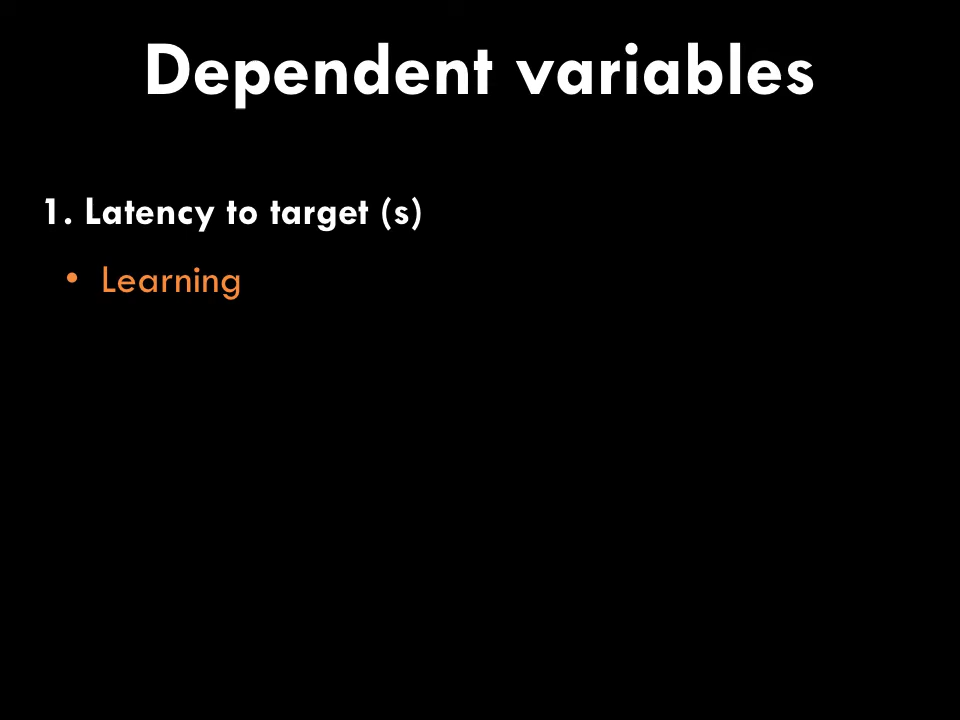 Dependent variables
1. Latency to target (s)
• Learning